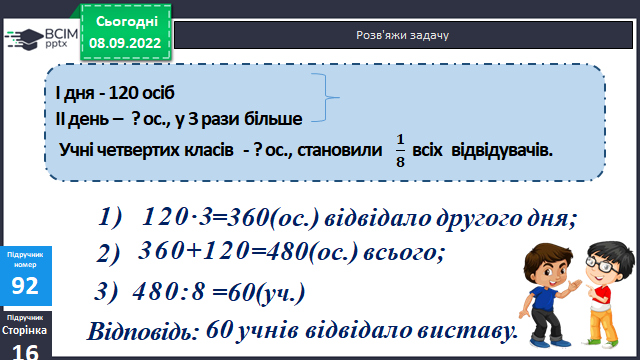 ВСІМ
pptx
Сьогодні
08.09.2022
Розв'яжи задачу
І дня - 120 осіб
ІІ день – ? ос., у 3 рази більше
Учні четвертих класів - ? ос., становили 1/8 всіх відвідувачів.
1) 120·3=360(ос.) відвідало другого дня;
2) 360+120=480(ос.) всього;
3) 480:8=60(уч.)
Відповідь: 60 учнів відвідало виставу.
Підручник
номер
92
Підручник
Сторінка
16